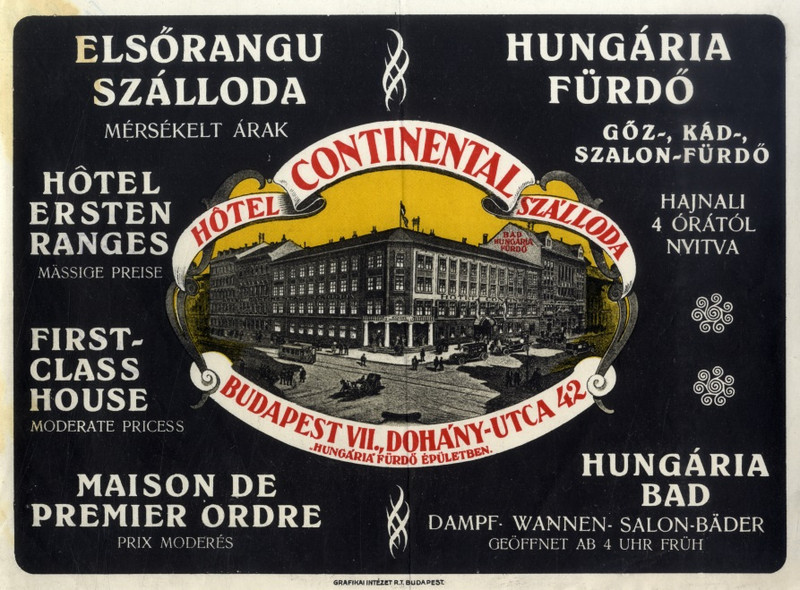 ELSŐRANGU
SZÁLLODA
MÉRSÉKELT ÁRAK
HÔTEL
ERSTEN
RANGES
MÄSSIGE PREISE
FIRST-
CLASS
HOUSE
MODERATE PRICESS
MAISON DE
PREMIER ORDRE
PRIX MODERÉS
HÔTEL CONTINENTAL SZÁLLODA
BAD
HUNGÁRIA
FÜRDŐ
BUDAPEST VII., DOHÁNY-UTCA 42
„HUNGÁRIA” FÜRDŐ ÉPÜLETBEN.
HUNGÁRIA
FÜRDŐ
GŐZ-, KÁD-,
SZALON-FÜRDŐ
HAJNALI
4 ÓRÁTÓL
NYITVA
HUNGÁRIA
BAD
DAMPF- WANNEN- SALON-BÄDER
GEÖFFNET AB 4 UHR FRÜH
GRAFIKAI INTÉZET R.T. BUDAPEST.